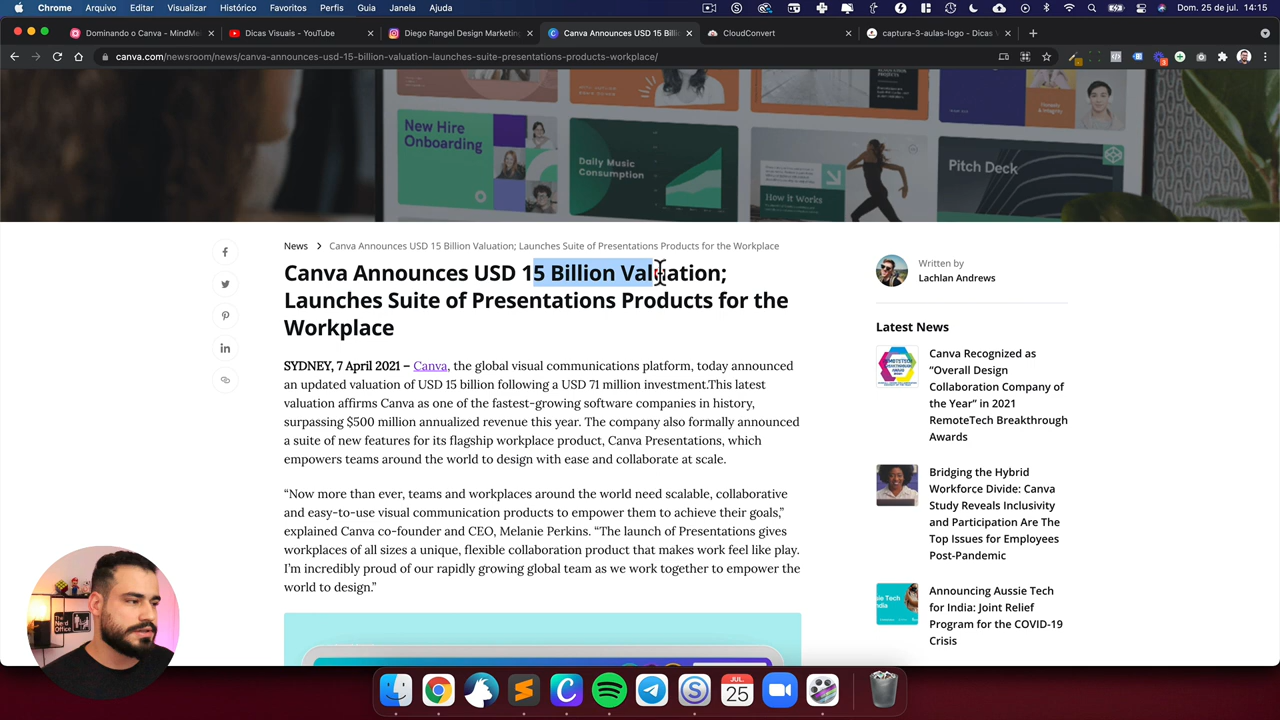 Chrome Arquivo Editar Visualizar Histórico Favoritos Perfis Guia Janela Ajuda
Dom. 25 de jul. 14:15
Dominando o Canva - MindMe
Dicas Visuais - YouTube
Diego Rangel Design Marketing
Canva Announces USD 15 Billi
CloudConvert
captura-3-aulas-logo - Dicas V
canva.com/newsroom/news/canva-announces-usd-15-billion-valuation-launches-suite-presentations-products-workplace/
New Hire
Onboarding
Daily Music
Consumption
How It Works
Pitch Deck
News > Canva Announces USD 15 Billion Valuation; Launches Suite of Presentations Products for the Workplace
Canva Announces USD 15 Billion Valuation;
Launches Suite of Presentations Products for the
Workplace
SYDNEY, 7 April 2021 – Canva, the global visual communications platform, today announced
an updated valuation of USD 15 billion following a USD 71 million investment.This latest
valuation affirms Canva as one of the fastest-growing software companies in history,
surpassing $500 million annualized revenue this year. The company also formally announced
a suite of new features for its flagship workplace product, Canva Presentations, which
empowers teams around the world to design with ease and collaborate at scale.
“Now more than ever, teams and workplaces around the world need scalable, collaborative
and easy-to-use visual communication products to empower them to achieve their goals,”
explained Canva co-founder and CEO, Melanie Perkins. “The launch of Presentations gives
workplaces of all sizes a unique, flexible collaboration product that makes work feel like play.
I’m incredibly proud of our rapidly growing global team as we work together to empower the
world to design.”
Written by
Lachlan Andrews
Latest News
Canva Recognized as
“Overall Design
Collaboration Company of
the Year” in 2021
RemoteTech Breakthrough
Awards
Bridging the Hybrid
Workforce Divide: Canva
Study Reveals Inclusivity
and Participation Are The
Top Issues for Employees
Post-Pandemic
Announcing Aussie Tech
for India: Joint Relief
Program for the COVID-19
Crisis
The
Nerd
Office
JUL.
25